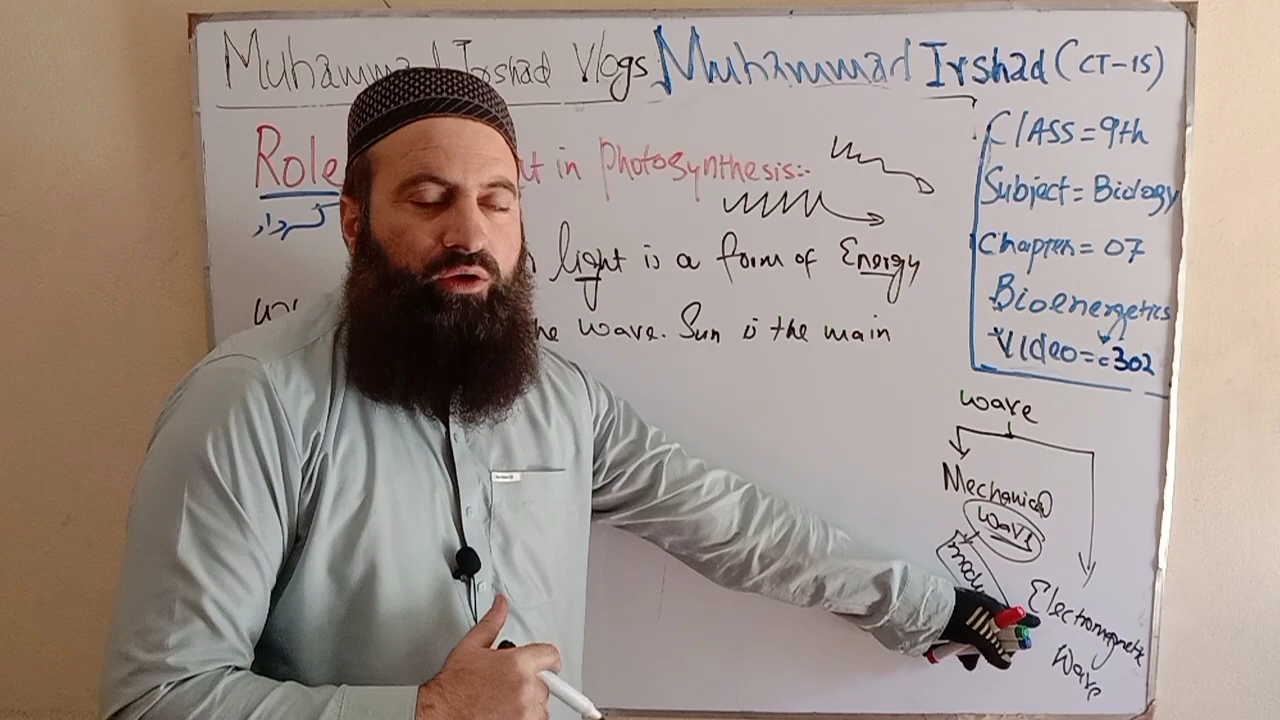 Muhammad Irshad Vlogs Muhammad Irshad (CT-15)
Role in Photosynthesis:-
کردار
light is a form of Energy
wave. Sun is the main
CLASS = 9th
Subject = Biology
Chapter = 07
Bioenergetics
Video = 302
wave
Mechanical
wave
Electromagnetic
Wave